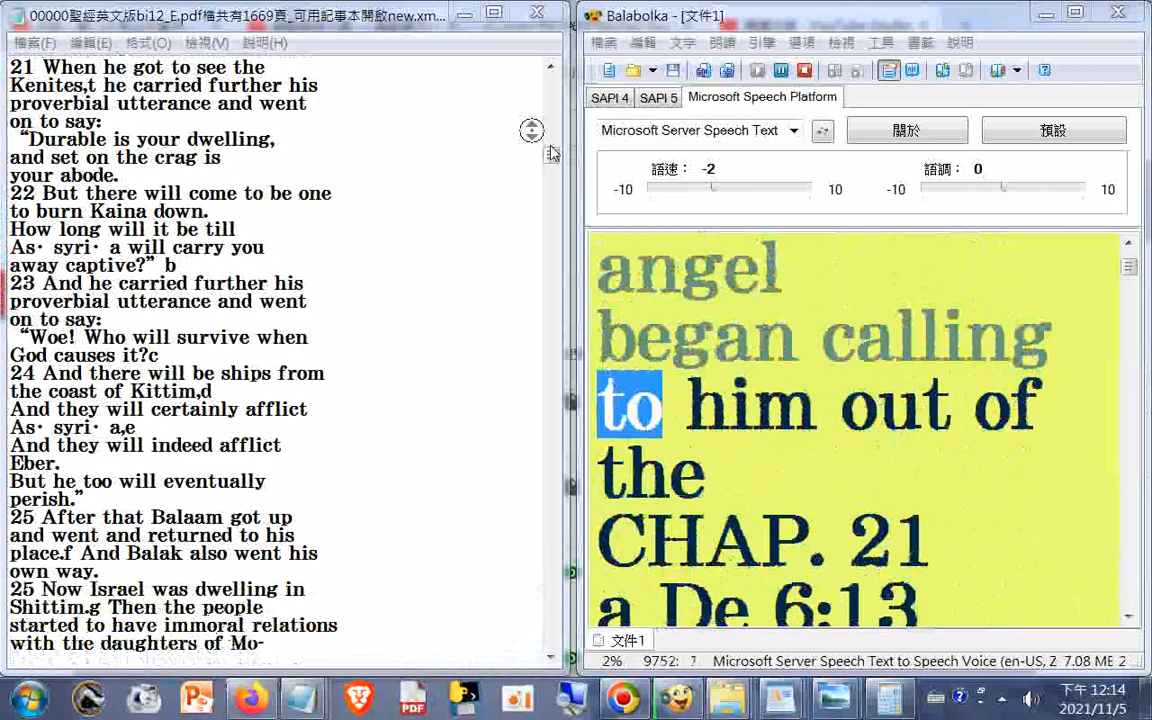 00000聖經英文版bi12_E.pdf檔共有1669頁_可用記事本開啟new.xm...
檔案(F) 編輯(E) 格式(O) 檢視(V) 說明(H)
21 When he got to see the
Kenites,t he carried further his
proverbial utterance and went
on to say:
“Durable is your dwelling,
and set on the crag is
your abode.
22 But there will come to be one
to burn Kaina down.
How long will it be till
As· syri· a will carry you
away captive?” b
23 And he carried further his
proverbial utterance and went
on to say:
“Woe! Who will survive when
God causes it?c
24 And there will be ships from
the coast of Kittim,d
And they will certainly afflict
As· syri· a,e
And they will indeed afflict
Eber.
But he too will eventually
perish.”
25 After that Balaam got up
and went and returned to his
place.f And Balak also went his
own way.
25 Now Israel was dwelling in
Shittim.g Then the people
started to have immoral relations
with the daughters of Mo-
Balabolka - [文件1]
檔案 編輯 文字 朗讀 引擎 選項 檢視 工具 書籤 說明
SAPI 4 SAPI 5 Microsoft Speech Platform
Microsoft Server Speech Text 關於 預設
語速: -2 語調: 0
-10 10 -10 10
angel
began calling
to him out of
the
CHAP. 21
a De 6:13
文件1
2% 9752: 7 Microsoft Server Speech Text to Speech Voice (en-US, Z 7.08 MB 2
下午 12:14
2021/11/5